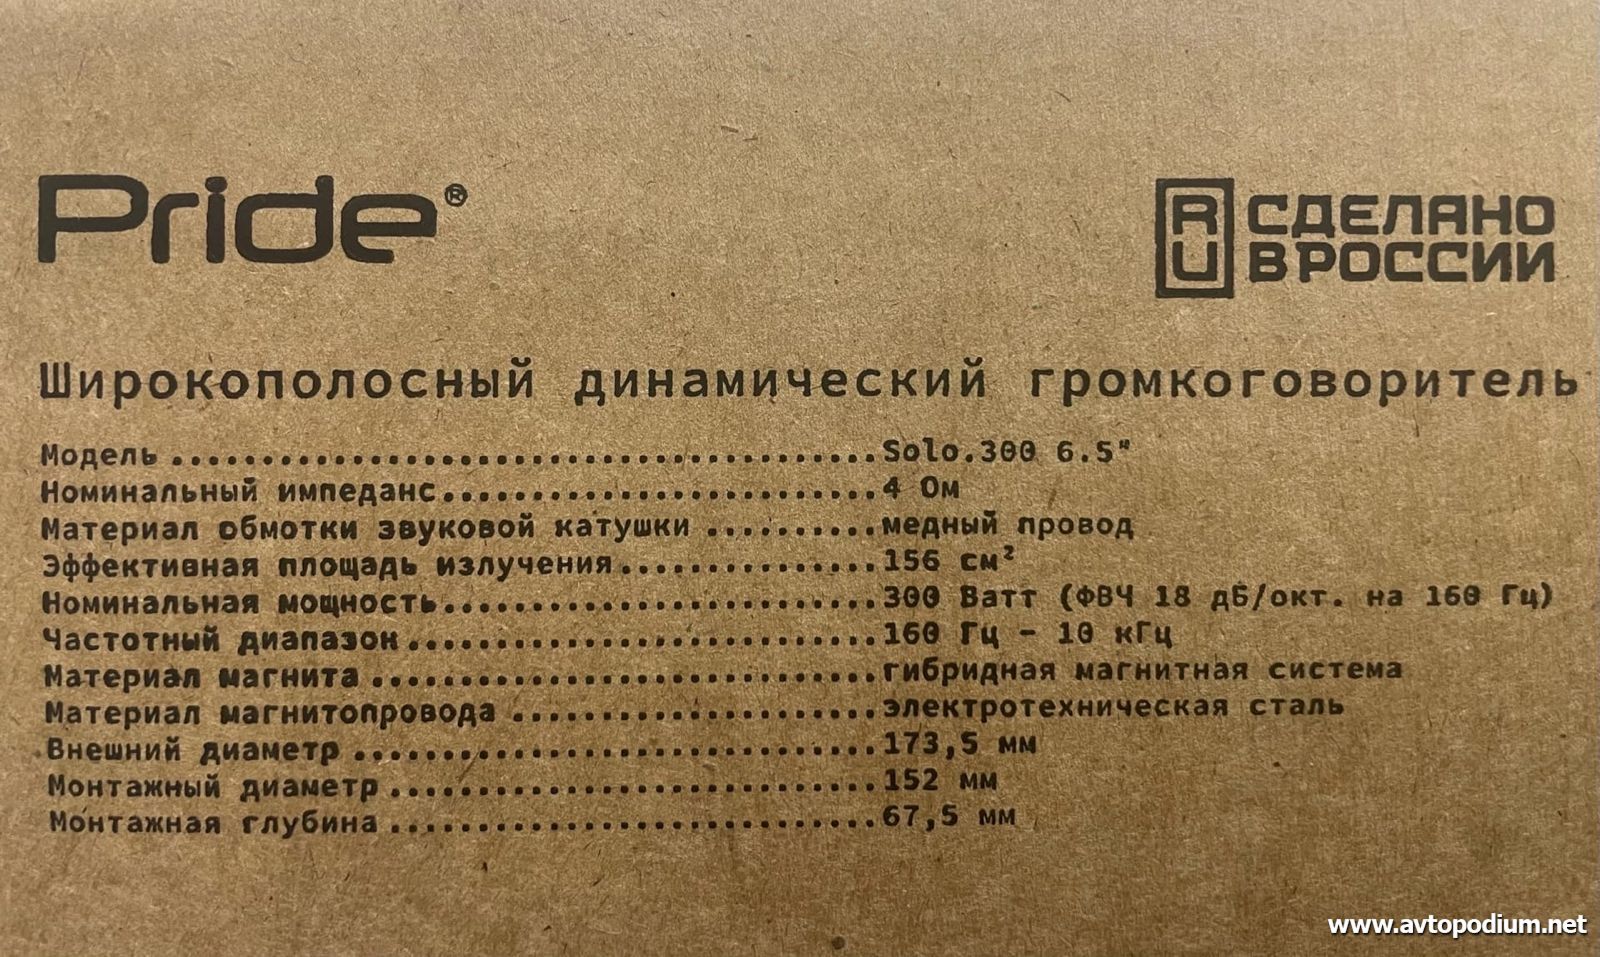 Pride®
RU СДЕЛАНО
В РОССИИ
Широкополосный динамический громкоговоритель
Модель .......................................Solo.300 6.5"
Номинальный импеданс........................4 Ом
Материал обмотки звуковой катушки ..........медный провод
Эффективная площадь излучения...............156 см²
Номинальная мощность........................300 Ватт (ФВЧ 18 дБ/окт. на 160 Гц)
Частотный диапазон..........................160 Гц - 10 кГц
Материал магнита ............................гибридная магнитная система
Материал магнитопровода ....................электротехническая сталь
Внешний диаметр .............................173,5 мм
Монтажный диаметр ...........................152 мм
Монтажная глубина ...........................67,5 мм
www.avtopodium.net